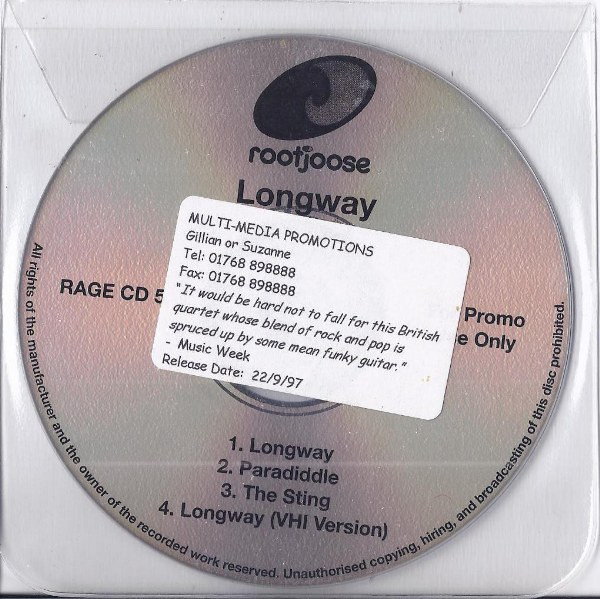 rootjoose
Longway
MULTI-MEDIA PROMOTIONS
Gillian or Suzanne
Tel: 01768 898888
Fax: 01768 898888
"It would be hard not to fall for this British
quartet whose blend of rock and pop is
spruced up by some mean funky guitar."
- Music Week
Release Date: 22/9/97
RAGE CD 5
Promo
Only
1. Longway
2. Paradiddle
3. The Sting
4. Longway (VHI Version)
All rights of the manufacturer and the owner of the recorded work reserved. Unauthorised copying, hiring, and broadcasting of this disc prohibited.